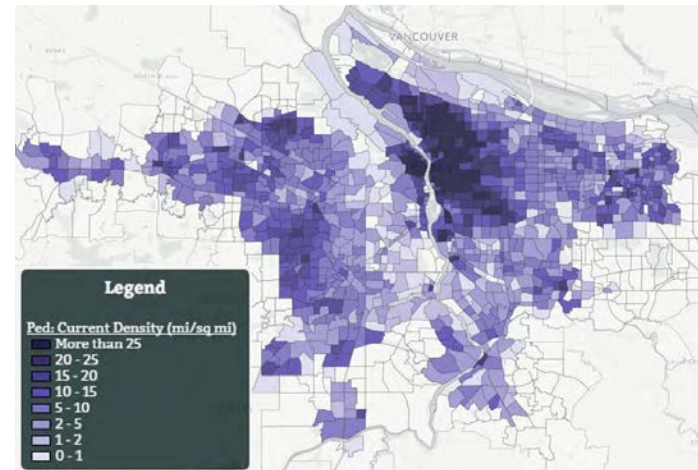 VANCOUVER
Legend
Ped: Current Density (mi/sq mi)
More than 25
20 - 25
15 - 20
10 - 15
5 - 10
2 - 5
1 - 2
0 - 1